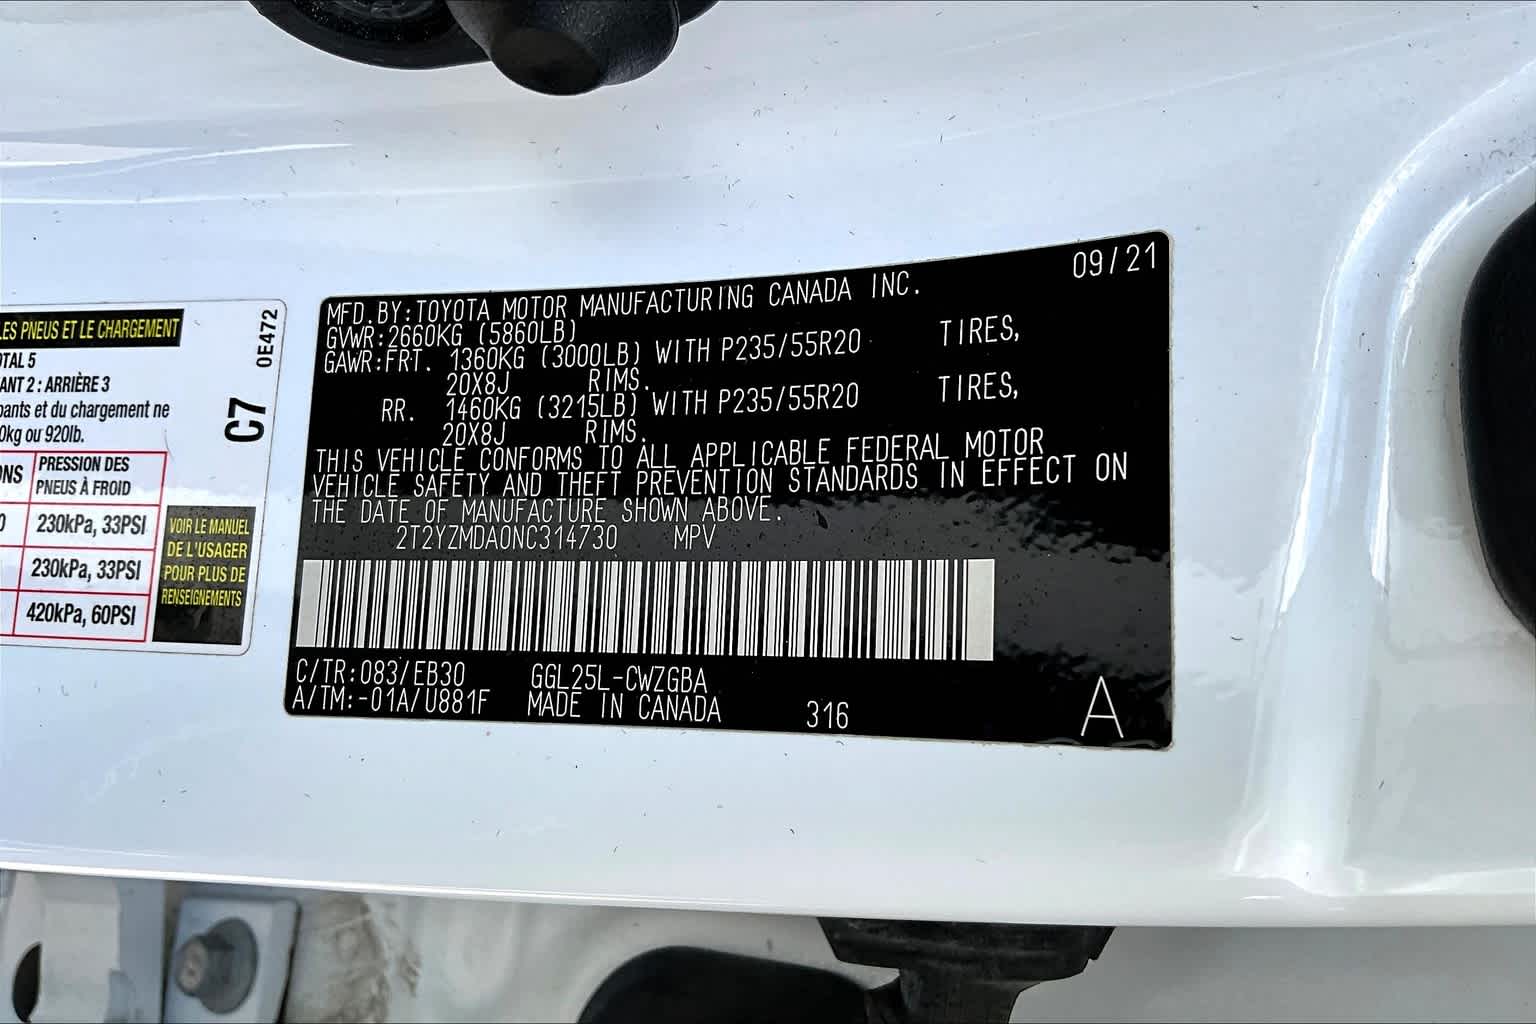 LES PNEUS ET LE CHARGEMENT
OTAL 5
ANT 2 : ARRIÈRE 3
pants et du chargement ne
0kg ou 920lb.
ONS
PRESSION DES
PNEUS À FROID
0
230kPa, 33PSI
230kPa, 33PSI
420kPa, 60PSI
0E472
C7
VOIR LE MANUEL
DE L'USAGER
POUR PLUS DE
RENSEIGNEMENTS
09/21
MFD.BY:TOYOTA MOTOR MANUFACTURING CANADA INC.
GVWR:2660KG (5860LB)
GAWR:FRT. 1360KG (3000LB) WITH P235/55R20 TIRES,
20X8J RIMS.
RR. 1460KG (3215LB) WITH P235/55R20 TIRES,
20X8J RIMS.
THIS VEHICLE CONFORMS TO ALL APPLICABLE FEDERAL MOTOR
VEHICLE SAFETY AND THEFT PREVENTION STANDARDS IN EFFECT ON
THE DATE OF MANUFACTURE SHOWN ABOVE.
2T2YZMDA0NC314730 MPV
C/TR:083/EB30 GGL25L-CWZGBA
A/TM:-01A/U881F MADE IN CANADA 316 A